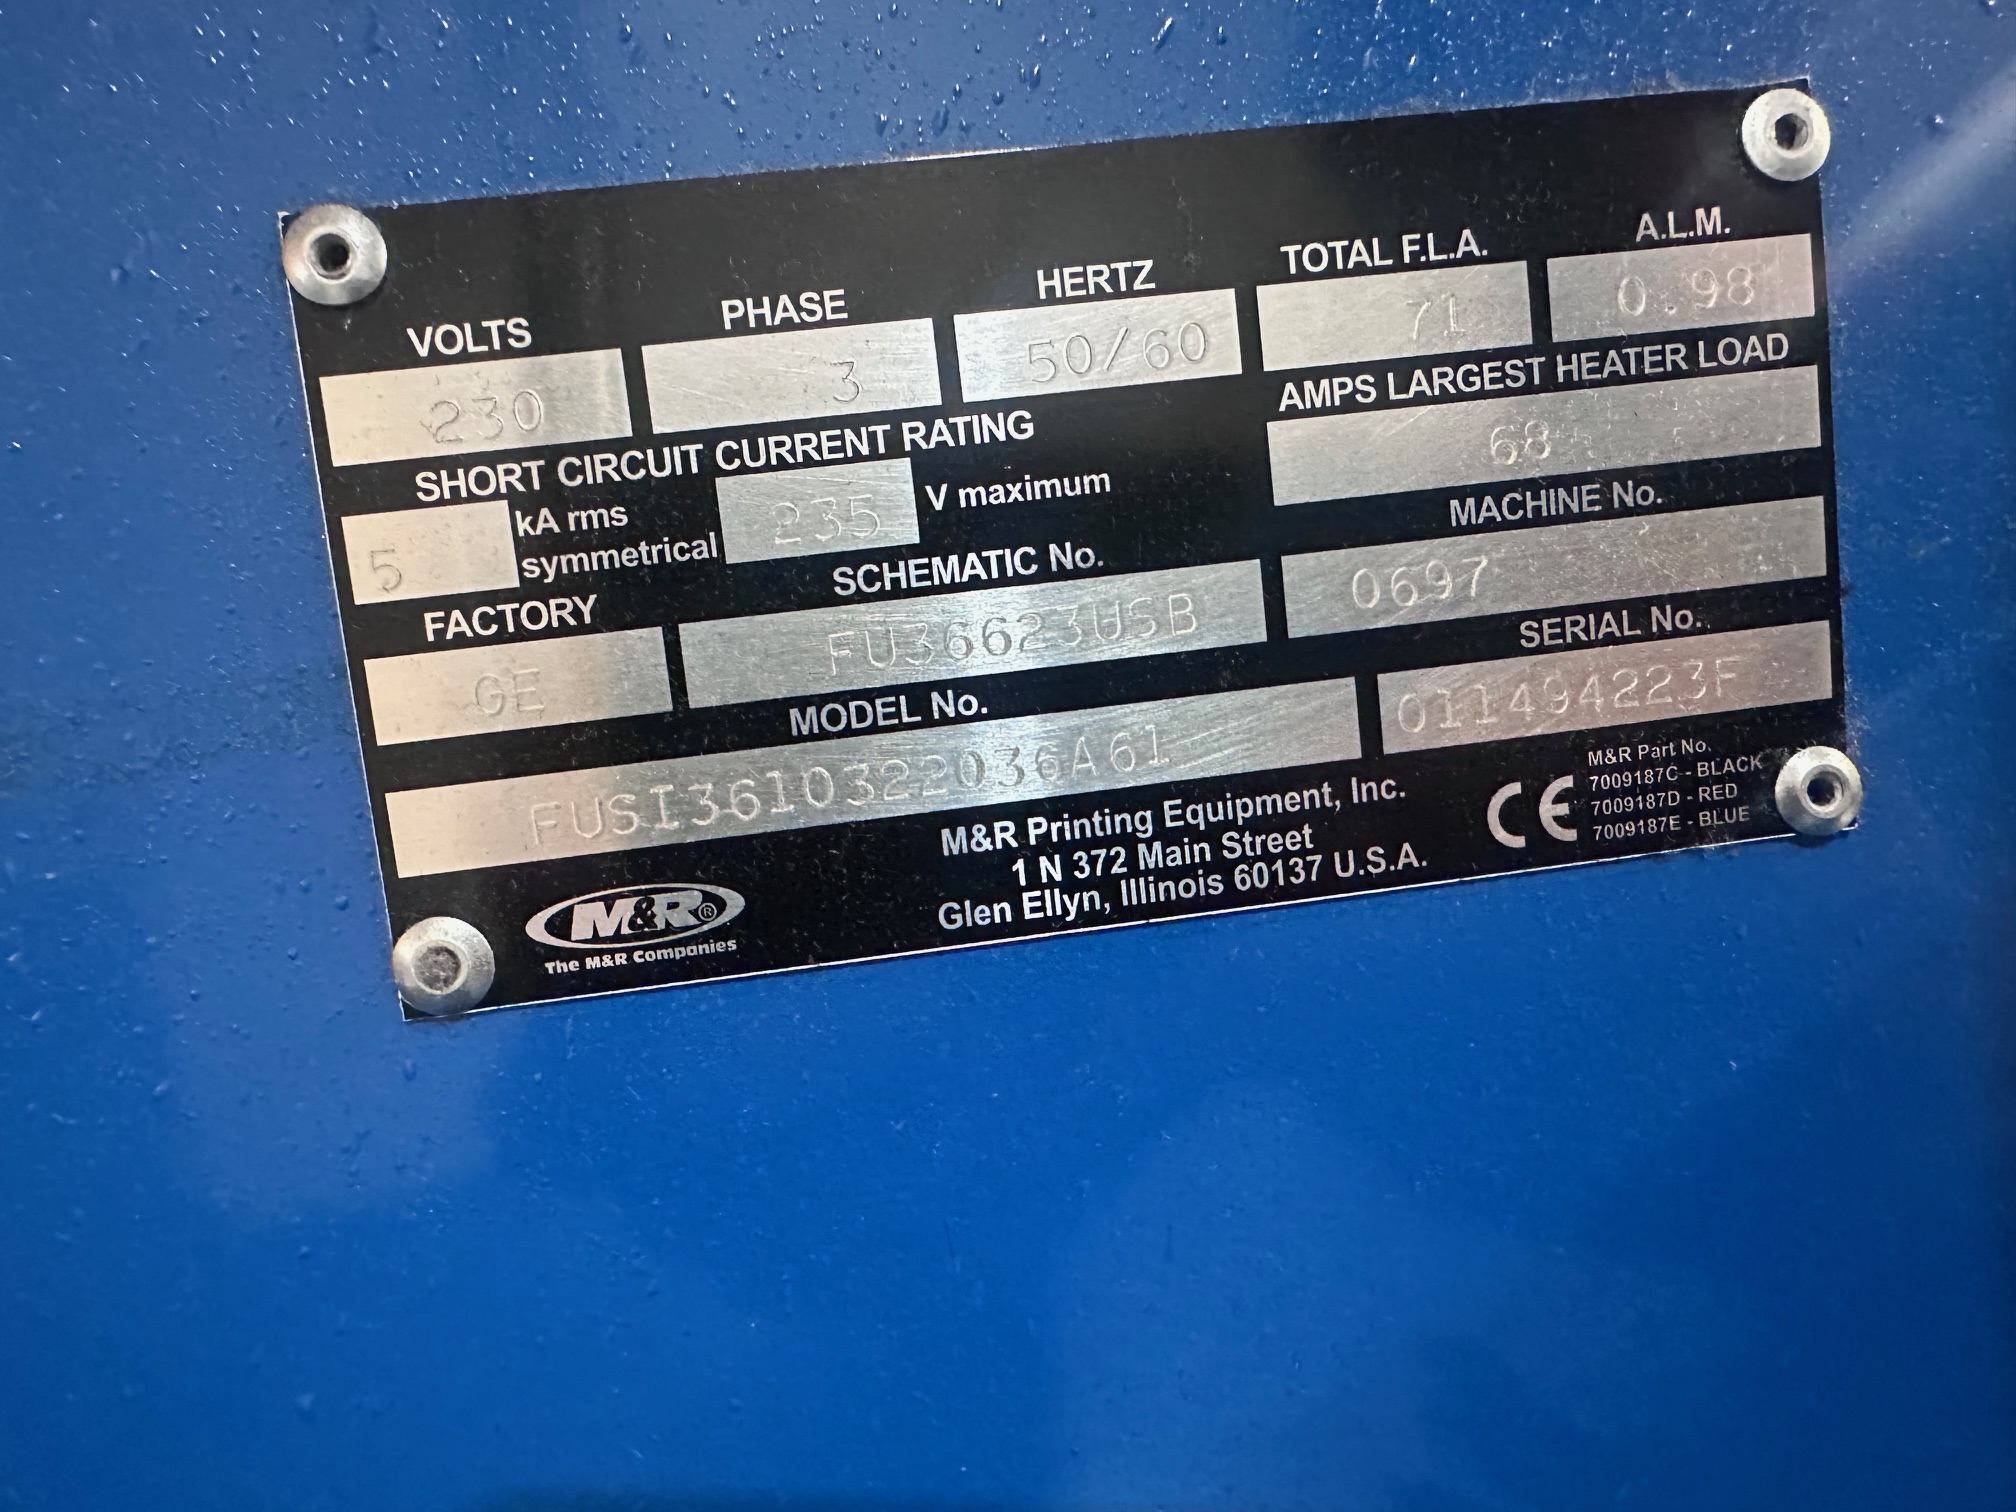 VOLTS PHASE HERTZ TOTAL F.L.A. A.L.M.
230 3 50/60 71 0.98
SHORT CIRCUIT CURRENT RATING AMPS LARGEST HEATER LOAD
5 kA rms symmetrical 235 V maximum 68
FACTORY SCHEMATIC No. MACHINE No.
GE FU36623USB 0697
MODEL No. SERIAL No.
FUSI3610322036A61 011494223F
M&R®
The M&R Companies
M&R Printing Equipment, Inc.
1 N 372 Main Street
Glen Ellyn, Illinois 60137 U.S.A.
CE
M&R Part No.
7009187C - BLACK
7009187D - RED
7009187E - BLUE